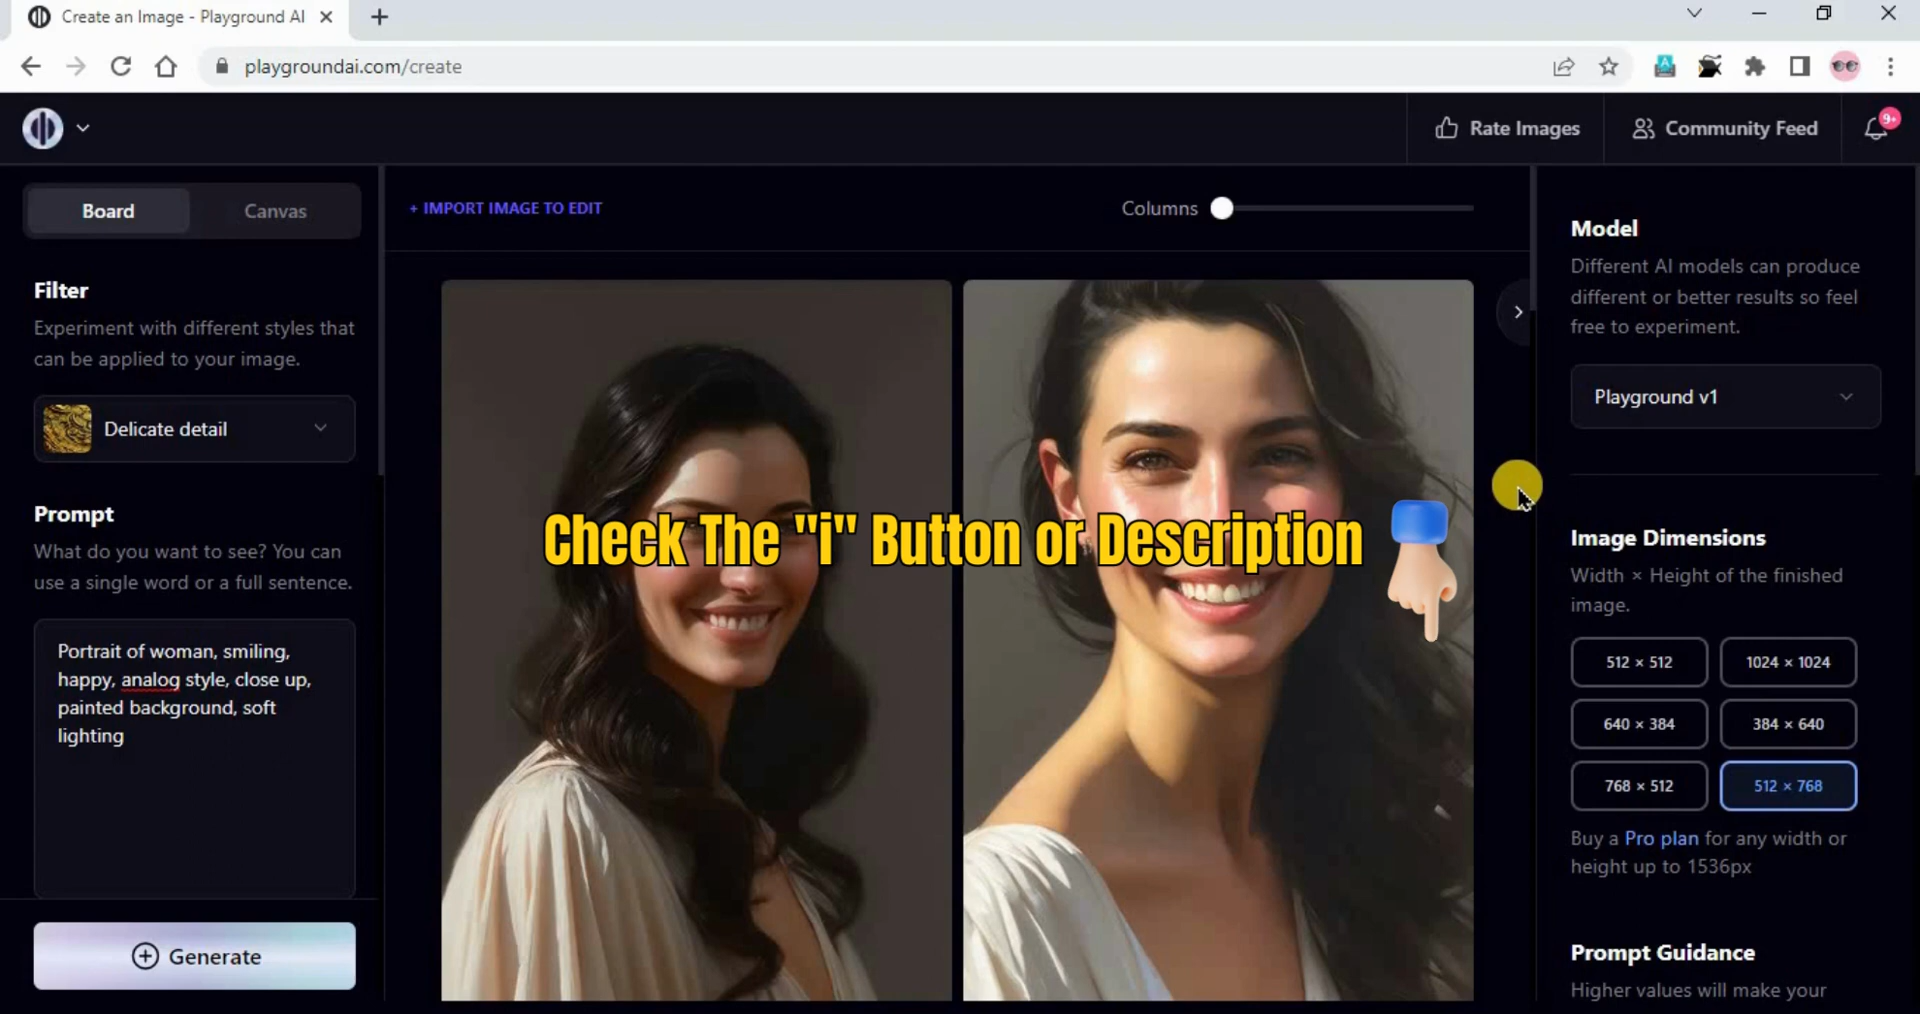 Create an Image - Playground AI
playgroundai.com/create
Rate Images
Community Feed
9+
Board
Canvas
+ IMPORT IMAGE TO EDIT
Columns
Filter
Experiment with different styles that
can be applied to your image.
Delicate detail
Prompt
What do you want to see? You can
use a single word or a full sentence.
Portrait of woman, smiling,
happy, analog style, close up,
painted background, soft
lighting
Generate
Check The "i" Button or Description
Model
Different AI models can produce
different or better results so feel
free to experiment.
Playground v1
Image Dimensions
Width × Height of the finished
image.
512 × 512
1024 × 1024
640 × 384
384 × 640
768 × 512
512 × 768
Buy a Pro plan for any width or
height up to 1536px
Prompt Guidance
Higher values will make your